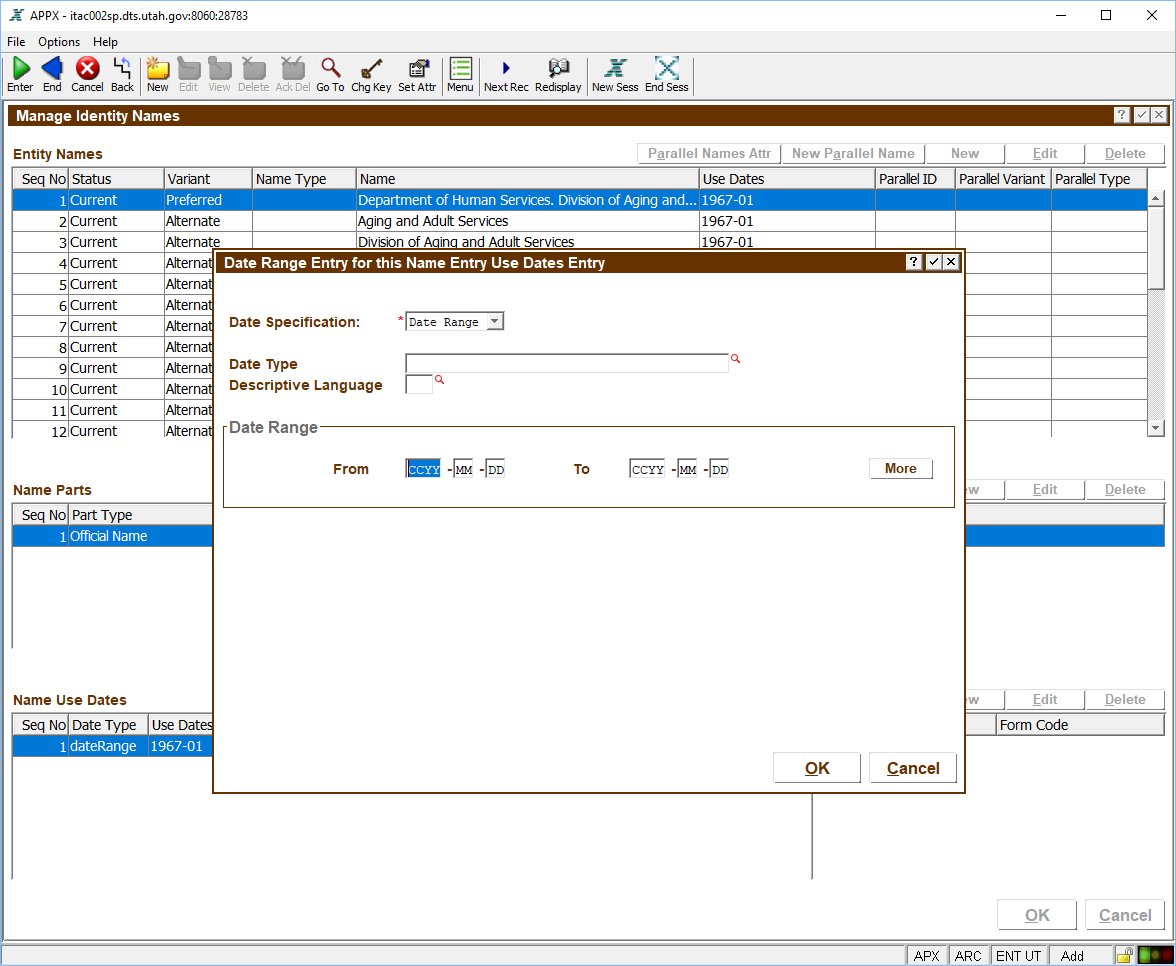 APPX - itac002sp.dts.utah.gov:8060:28783
File Options Help
Enter End Cancel Back New Edit View Delete Ack Del Go To Chg Key Set Attr Menu Next Rec Redisplay New Sess End Sess
Manage Identity Names ?
Entity Names Parallel Names Attr New Parallel Name New Edit Delete
Seq No Status Variant Name Type Name Use Dates Parallel ID Parallel Variant Parallel Type
1 Current Preferred Department of Human Services. Division of Aging and... 1967-01
2 Current Alternate Aging and Adult Services 1967-01
3 Current Alternate Division of Aging and Adult Services 1967-01
4 Current Alternat
5 Current Alternat
6 Current Alternat
7 Current Alternat
8 Current Alternat
9 Current Alternat
10 Current Alternat
11 Current Alternat
12 Current Alternat
Date Range Entry for this Name Entry Use Dates Entry ?
Date Specification: * Date Range
Date Type
Descriptive Language
Date Range
From CCYY - MM - DD To CCYY - MM - DD More
OK Cancel
Name Parts ew Edit Delete
Seq No Part Type
1 Official Name
Name Use Dates ew Edit Delete
Seq No Date Type Use Dates Form Code
1 dateRange 1967-01
OK Cancel
APX ARC ENT UT Add